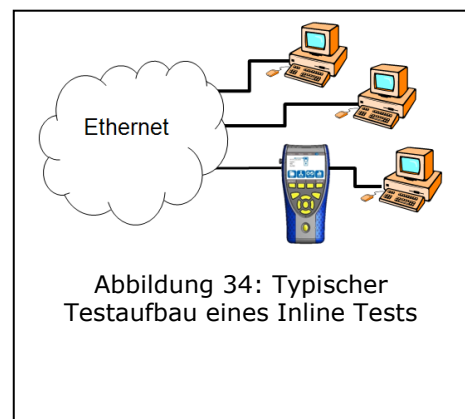 Ethernet
Abbildung 34: Typischer
Testaufbau eines Inline Tests